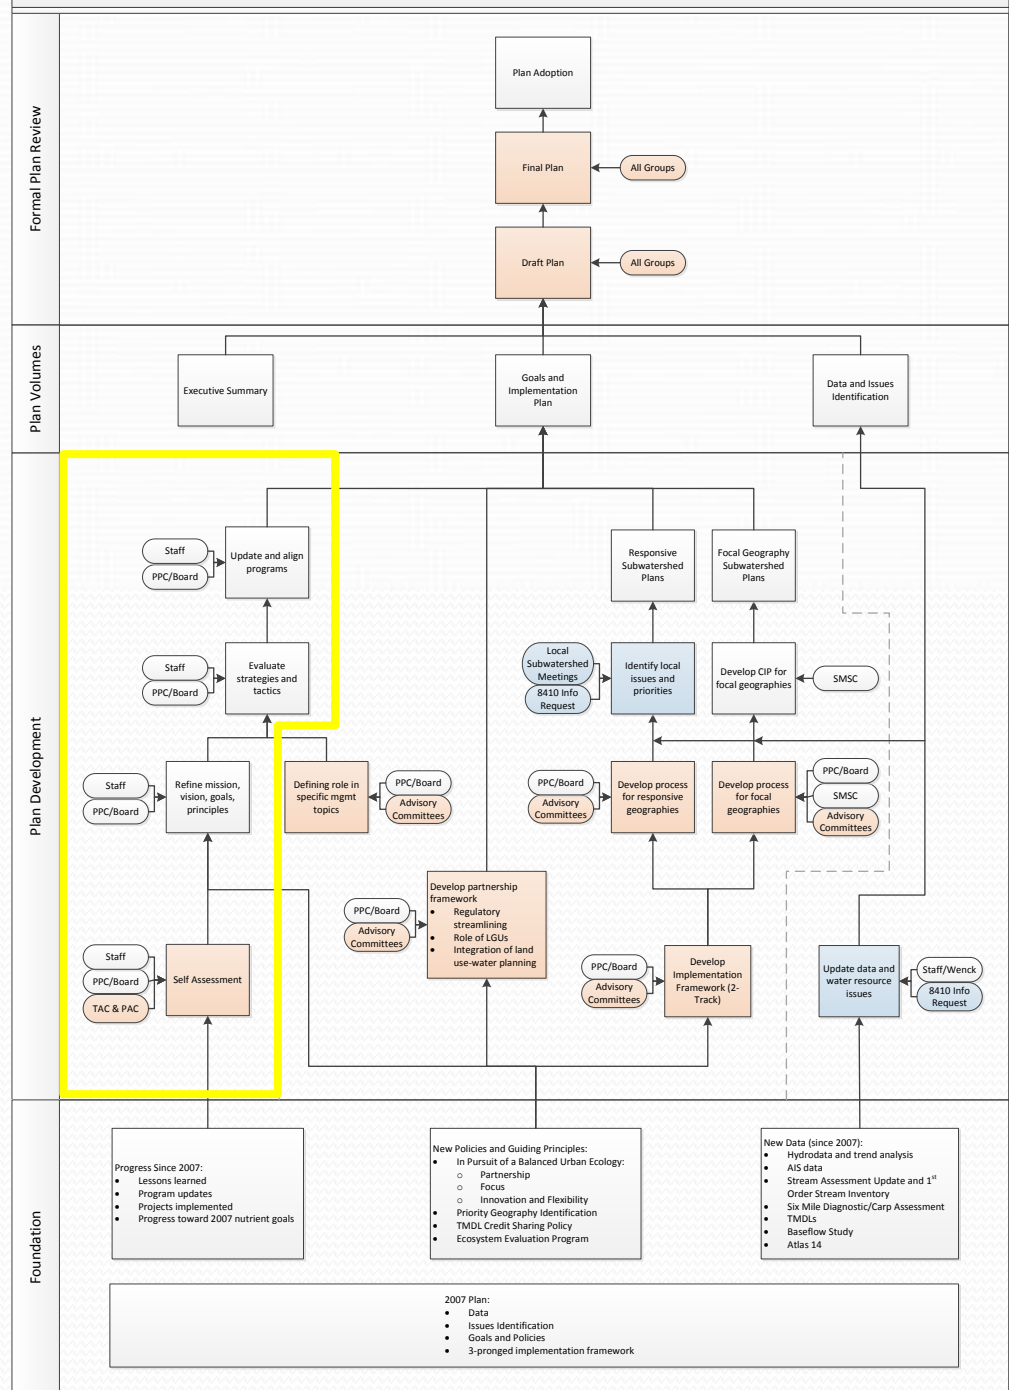 Formal Plan Review
Plan Adoption
Final Plan
All Groups
Draft Plan
All Groups
Plan Volumes
Executive Summary
Goals and
Implementation
Plan
Data and Issues
Identification
Plan Development
Staff
PPC/Board
Update and align
programs
Responsive
Subwatershed
Plans
Focal Geography
Subwatershed
Plans
Staff
PPC/Board
Evaluate
strategies and
tactics
Local
Subwatershed
Meetings
8410 Info
Request
Identify local
issues and
priorities
Develop CIP for
focal geographies
SMSC
Staff
PPC/Board
Refine mission,
vision, goals,
principles
Defining role in
specific mgmt
topics
PPC/Board
Advisory
Committees
PPC/Board
Advisory
Committees
Develop process
for responsive
geographies
Develop process
for focal
geographies
PPC/Board
SMSC
Advisory
Committees
PPC/Board
Advisory
Committees
Develop partnership
framework
• Regulatory
streamlining
• Role of LGUs
• Integration of land
use-water planning
Staff
PPC/Board
TAC & PAC
Self Assessment
PPC/Board
Advisory
Committees
Develop
Implementation
Framework (2-
Track)
Update data and
water resource
issues
Staff/Wenck
8410 Info
Request
Foundation
Progress Since 2007:
• Lessons learned
• Program updates
• Projects implemented
• Progress toward 2007 nutrient goals
New Policies and Guiding Principles:
• In Pursuit of a Balanced Urban Ecology:
o Partnership
o Focus
o Innovation and Flexibility
• Priority Geography Identification
• TMDL Credit Sharing Policy
• Ecosystem Evaluation Program
New Data (since 2007):
• Hydrodata and trend analysis
• AIS data
• Stream Assessment Update and 1st
Order Stream Inventory
• Six Mile Diagnostic/Carp Assessment
• TMDLs
• Baseflow Study
• Atlas 14
2007 Plan:
• Data
• Issues Identification
• Goals and Policies
• 3-pronged implementation framework